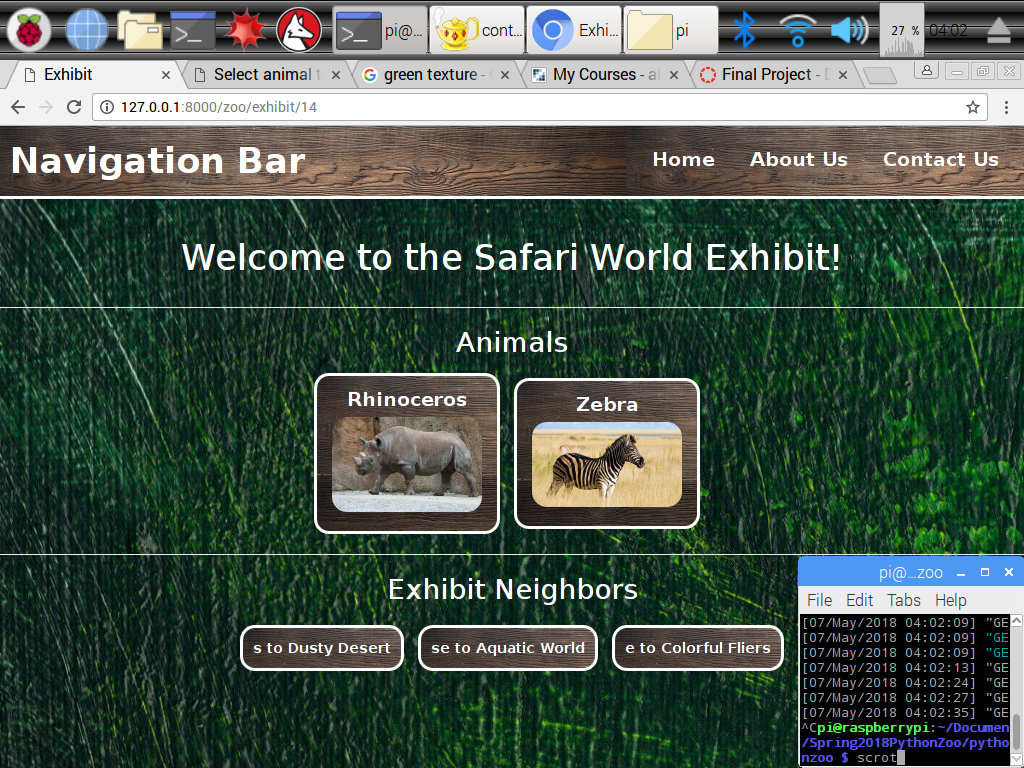 pi@...
cont...
Exhi...
pi
27 %
04:02
Exhibit
Select animal t
green texture -
My Courses - a
Final Project -
127.0.0.1:8000/zoo/exhibit/14
Navigation Bar
Home
About Us
Contact Us
Welcome to the Safari World Exhibit!
Animals
Rhinoceros
Zebra
Exhibit Neighbors
s to Dusty Desert
se to Aquatic World
e to Colorful Fliers
pi@...zoo
File Edit Tabs Help
[07/May/2018 04:02:09] "GE
[07/May/2018 04:02:09] "GE
[07/May/2018 04:02:09] "GE
[07/May/2018 04:02:13] "GE
[07/May/2018 04:02:24] "GE
[07/May/2018 04:02:27] "GE
[07/May/2018 04:02:35] "GE
^Cpi@raspberrypi:~/Documen
/Spring2018PythonZoo/pytho
nzoo $ scrot